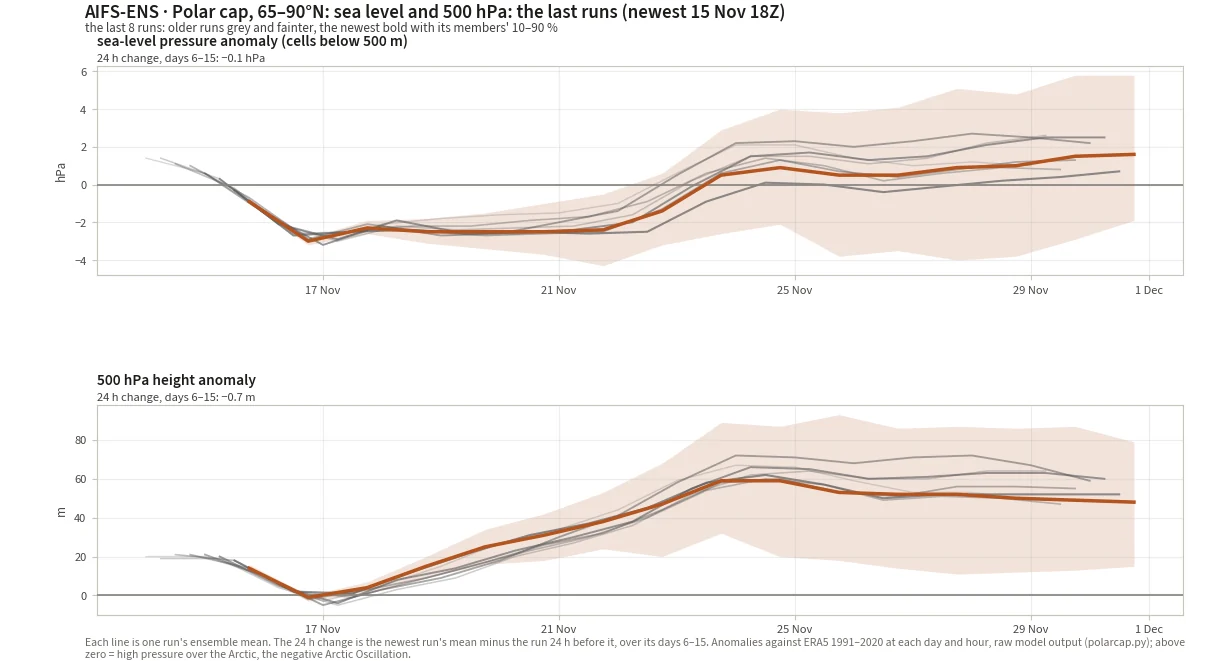 AIFS-ENS · Polar cap, 65–90°N: sea level and 500 hPa: the last runs (newest 15 Nov 18Z)
the last 8 runs: older runs grey and fainter, the newest bold with its members' 10–90 %
sea-level pressure anomaly (cells below 500 m)
24 h change, days 6–15: −0.1 hPa
6
4
2
0
−2
−4
hPa
17 Nov
21 Nov
25 Nov
29 Nov
1 Dec
500 hPa height anomaly
24 h change, days 6–15: −0.7 m
80
60
40
20
0
m
17 Nov
21 Nov
25 Nov
29 Nov
1 Dec
Each line is one run's ensemble mean. The 24 h change is the newest run's mean minus the run 24 h before it, over its days 6–15. Anomalies against ERA5 1991–2020 at each day and hour, raw model output (polarcap.py); above
zero = high pressure over the Arctic, the negative Arctic Oscillation.